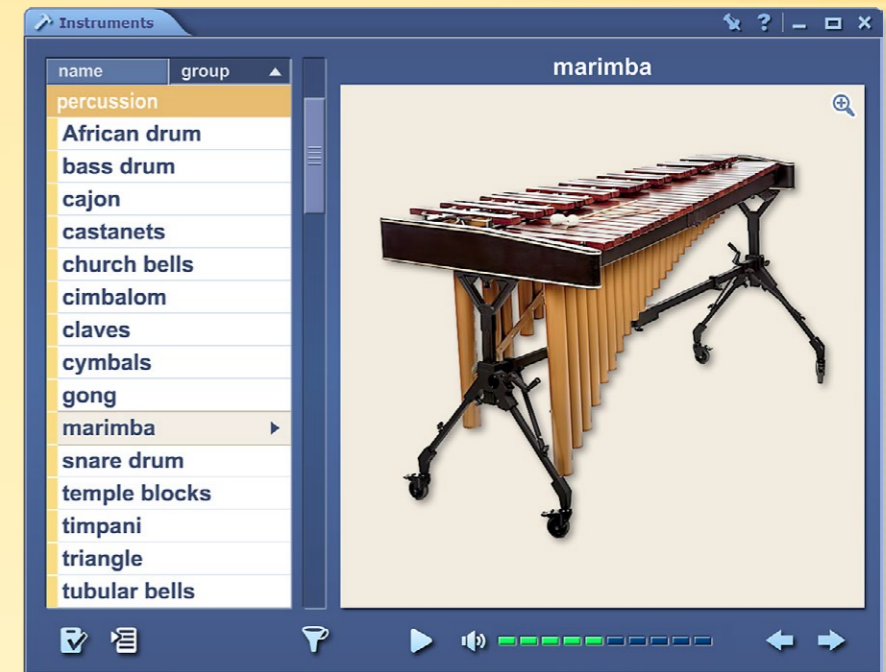 Instruments
?
name group
marimba
percussion
African drum
bass drum
cajon
castanets
church bells
cimbalom
claves
cymbals
gong
marimba
snare drum
temple blocks
timpani
triangle
tubular bells